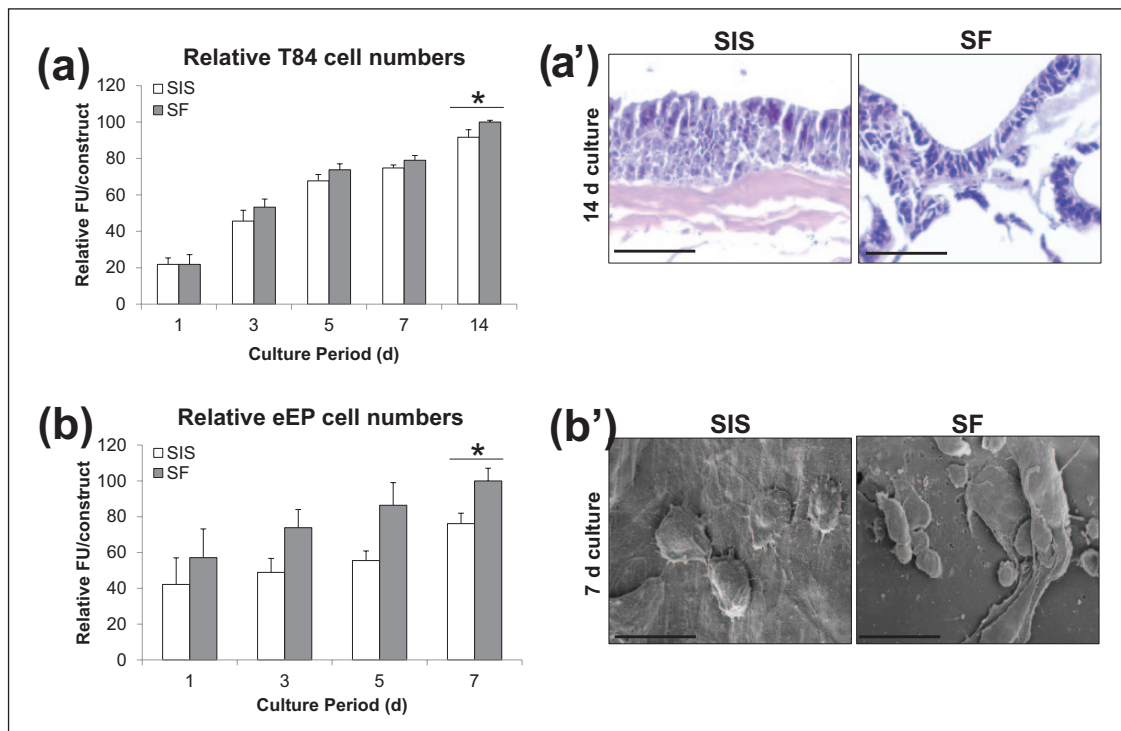 (a)
Relative T84 cell numbers
Relative FU/construct
120
100
80
60
40
20
0
SIS
SF
*
1 3 5 7 14
Culture Period (d)
(a')
SIS SF
14 d culture
(b)
Relative eEP cell numbers
Relative FU/construct
120
100
80
60
40
20
0
SIS
SF
*
1 3 5 7
Culture Period (d)
(b')
SIS SF
7 d culture